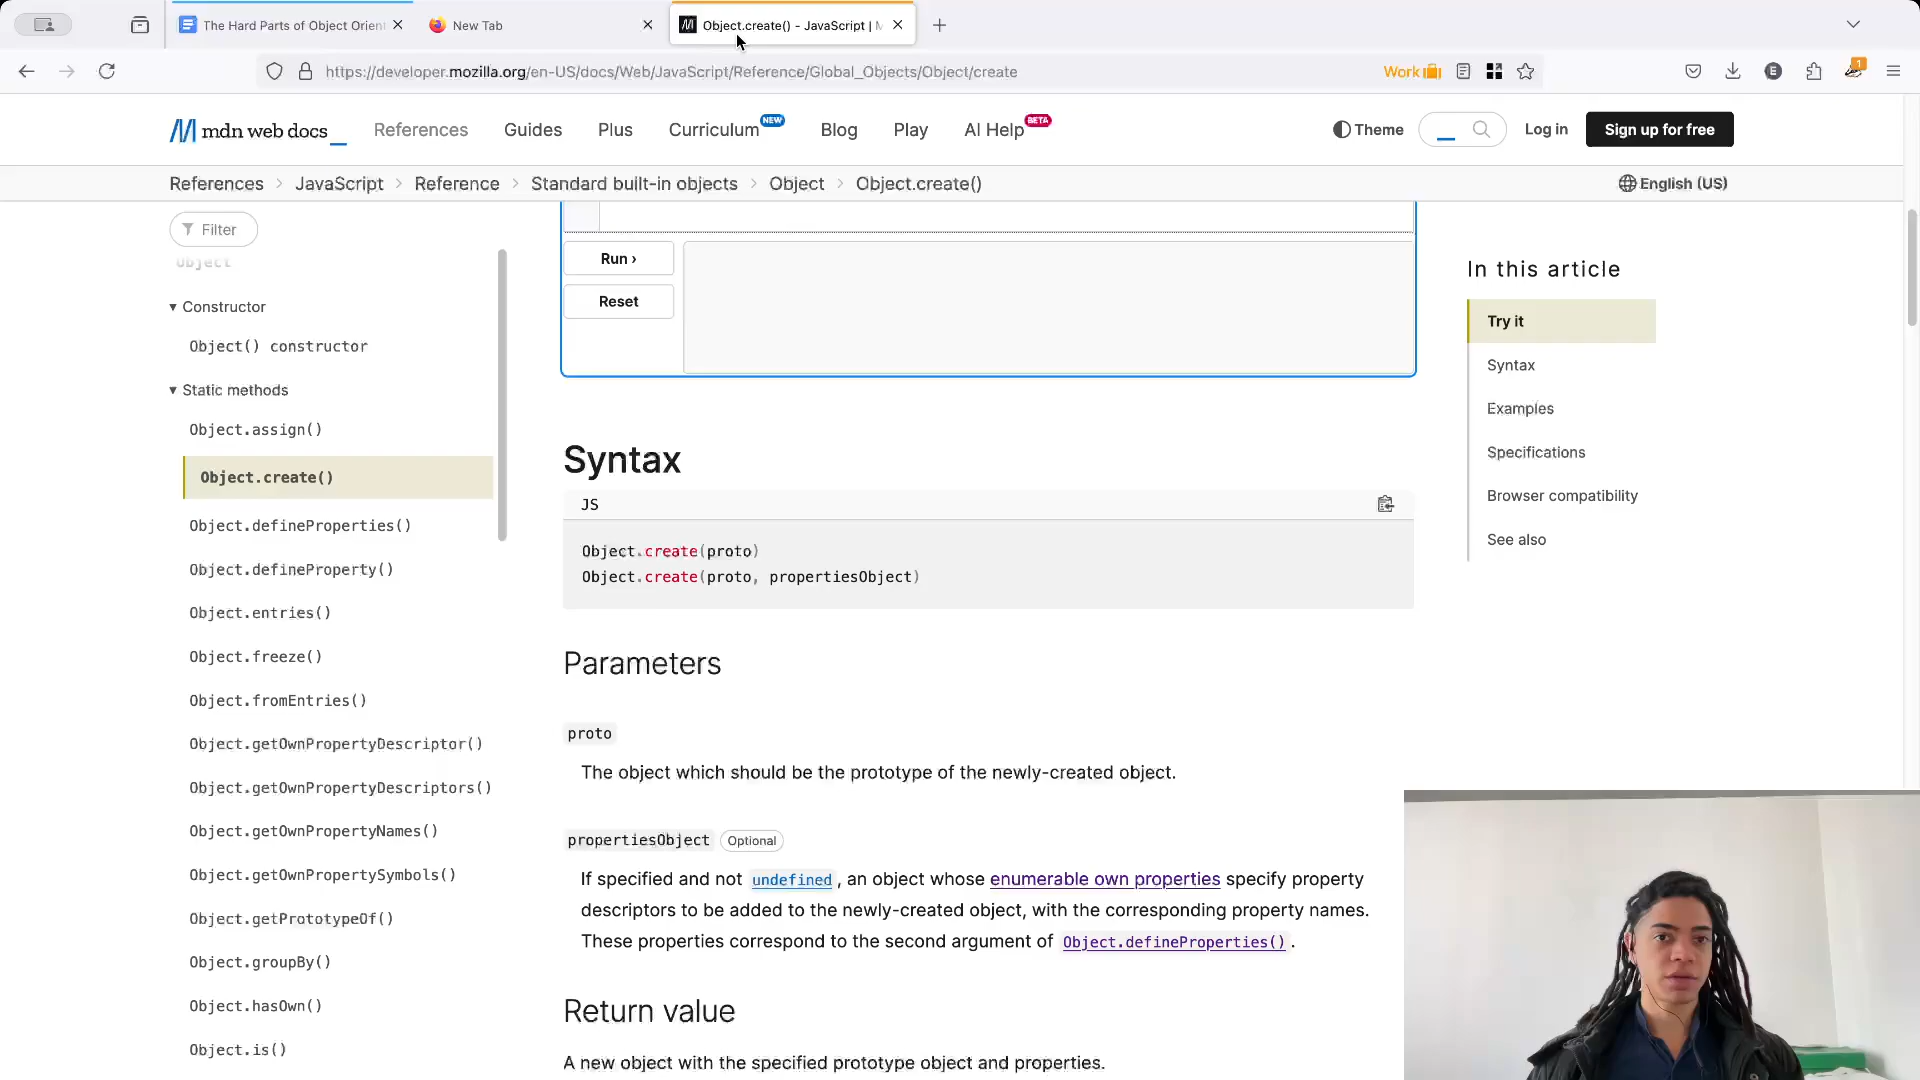 The Hard Parts of Object Orient
New Tab
Object.create() - JavaScript | M
https://developer.mozilla.org/en-US/docs/Web/JavaScript/Reference/Global_Objects/Object/create
Work
E
1
mdn web docs
References
Guides
Plus
Curriculum NEW
Blog
Play
AI Help BETA
Theme
Log in
Sign up for free
References > JavaScript > Reference > Standard built-in objects > Object > Object.create()
English (US)
Filter
Object
Constructor
Object() constructor
Static methods
Object.assign()
Object.create()
Object.defineProperties()
Object.defineProperty()
Object.entries()
Object.freeze()
Object.fromEntries()
Object.getOwnPropertyDescriptor()
Object.getOwnPropertyDescriptors()
Object.getOwnPropertyNames()
Object.getOwnPropertySymbols()
Object.getPrototypeOf()
Object.groupBy()
Object.hasOwn()
Object.is()
Run ›
Reset
Syntax
JS
Object.create(proto)
Object.create(proto, propertiesObject)
Parameters
proto
The object which should be the prototype of the newly-created object.
propertiesObject Optional
If specified and not undefined, an object whose enumerable own properties specify property
descriptors to be added to the newly-created object, with the corresponding property names.
These properties correspond to the second argument of Object.defineProperties().
Return value
A new object with the specified prototype object and properties.
In this article
Try it
Syntax
Examples
Specifications
Browser compatibility
See also